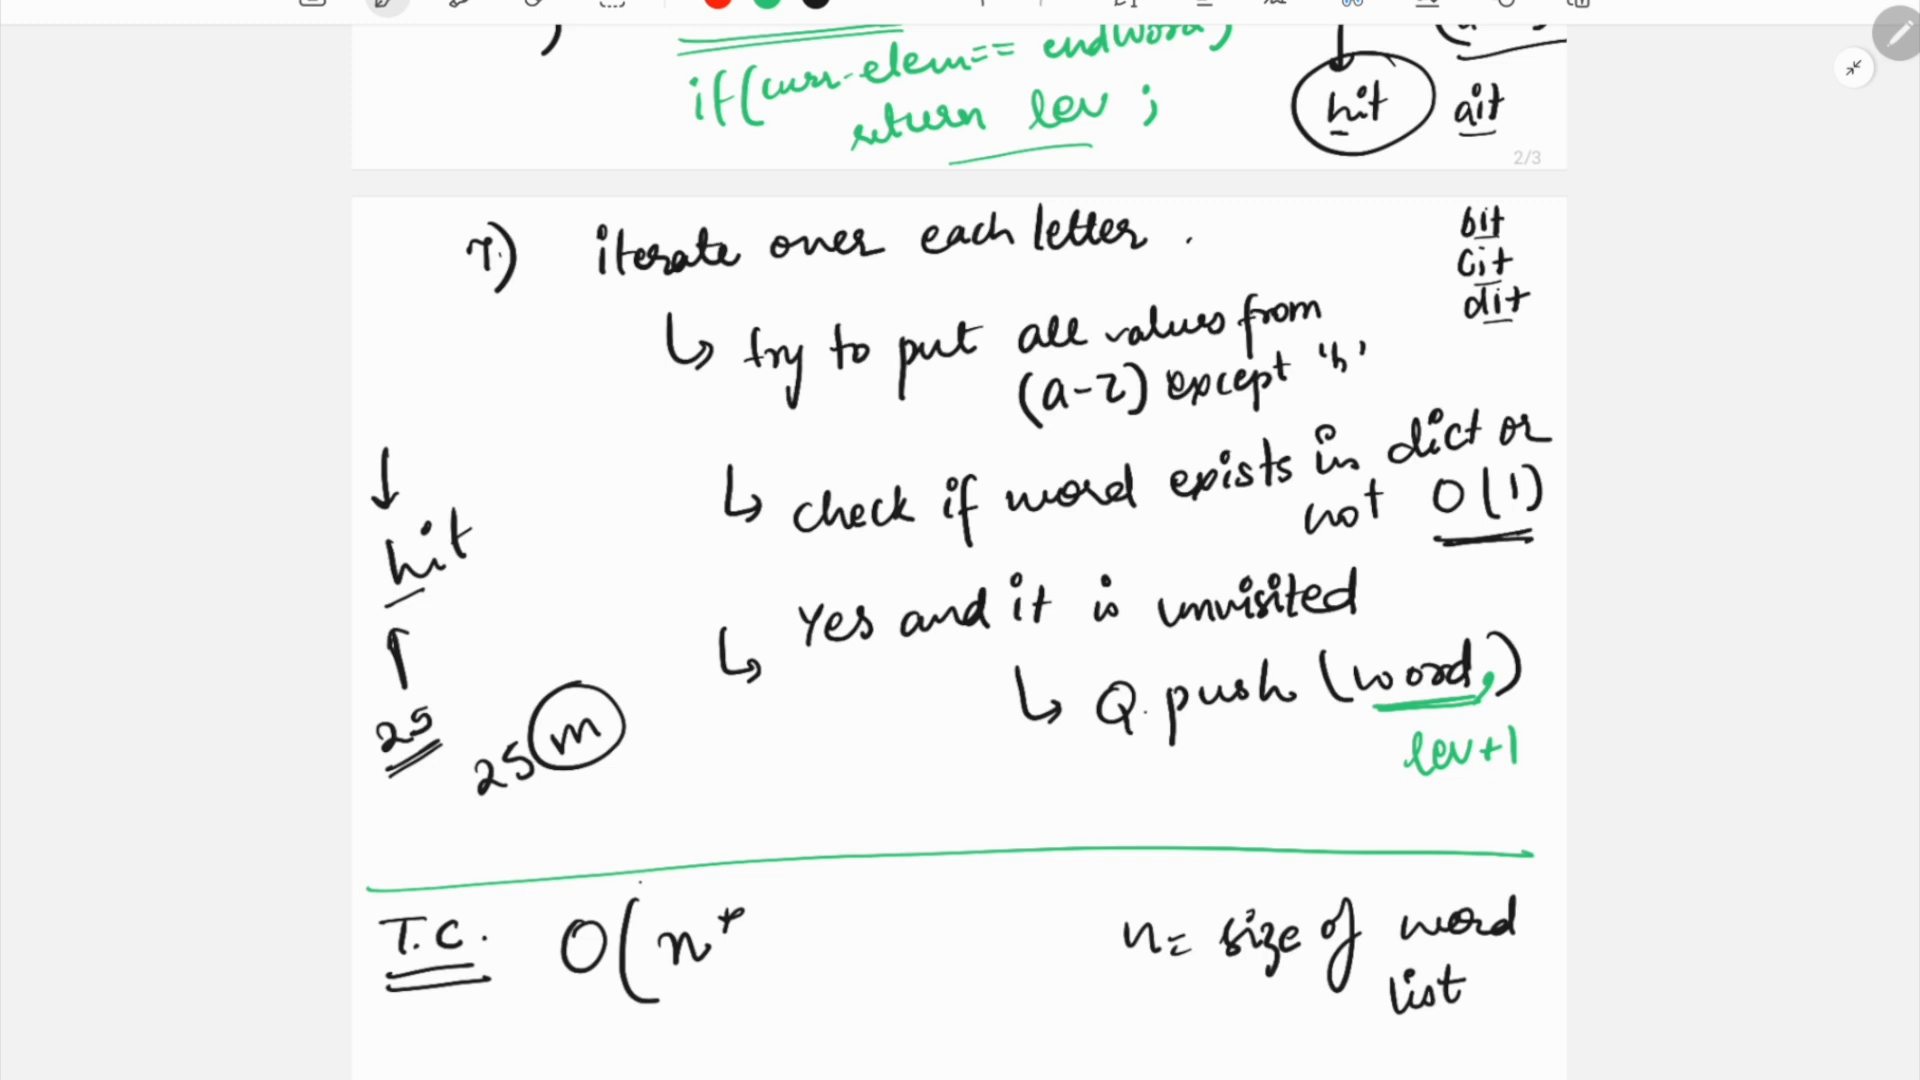 if(curr-elem== endWord)
return lev ;
hit ait
2/3
7.) iterate over each letter .
bit
cit
dit
↳ try to put all values from
(a-z) except 'h'
↳ check if word exists in dict or
not O(1)
hit
↳ Yes and it is unvisited
↳ Q.push (word,)
lev+1
25
25 m
T.C. O(n*
n= size of word
list